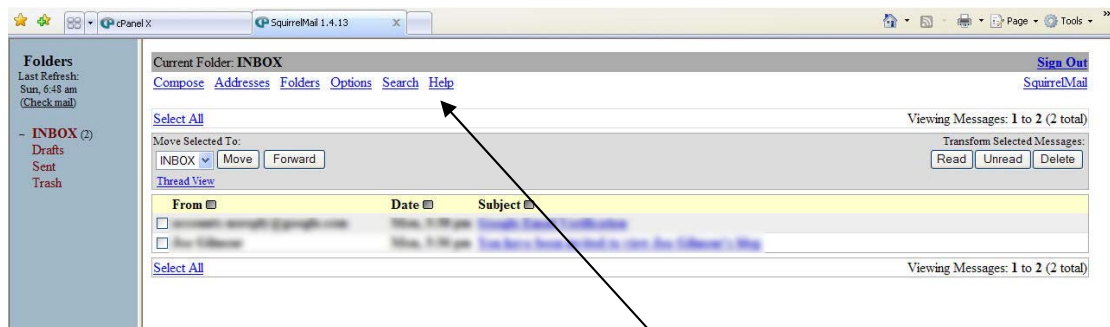 cPanel X SquirrelMail 1.4.13 X Page Tools »
Folders
Last Refresh:
Sun, 6:48 am
(Check mail)
- INBOX (2)
Drafts
Sent
Trash
Current Folder: INBOX Sign Out
Compose Addresses Folders Options Search Help SquirrelMail
Select All Viewing Messages: 1 to 2 (2 total)
Move Selected To: Transform Selected Messages:
INBOX Move Forward Read Unread Delete
Thread View
From Date Subject
Select All Viewing Messages: 1 to 2 (2 total)